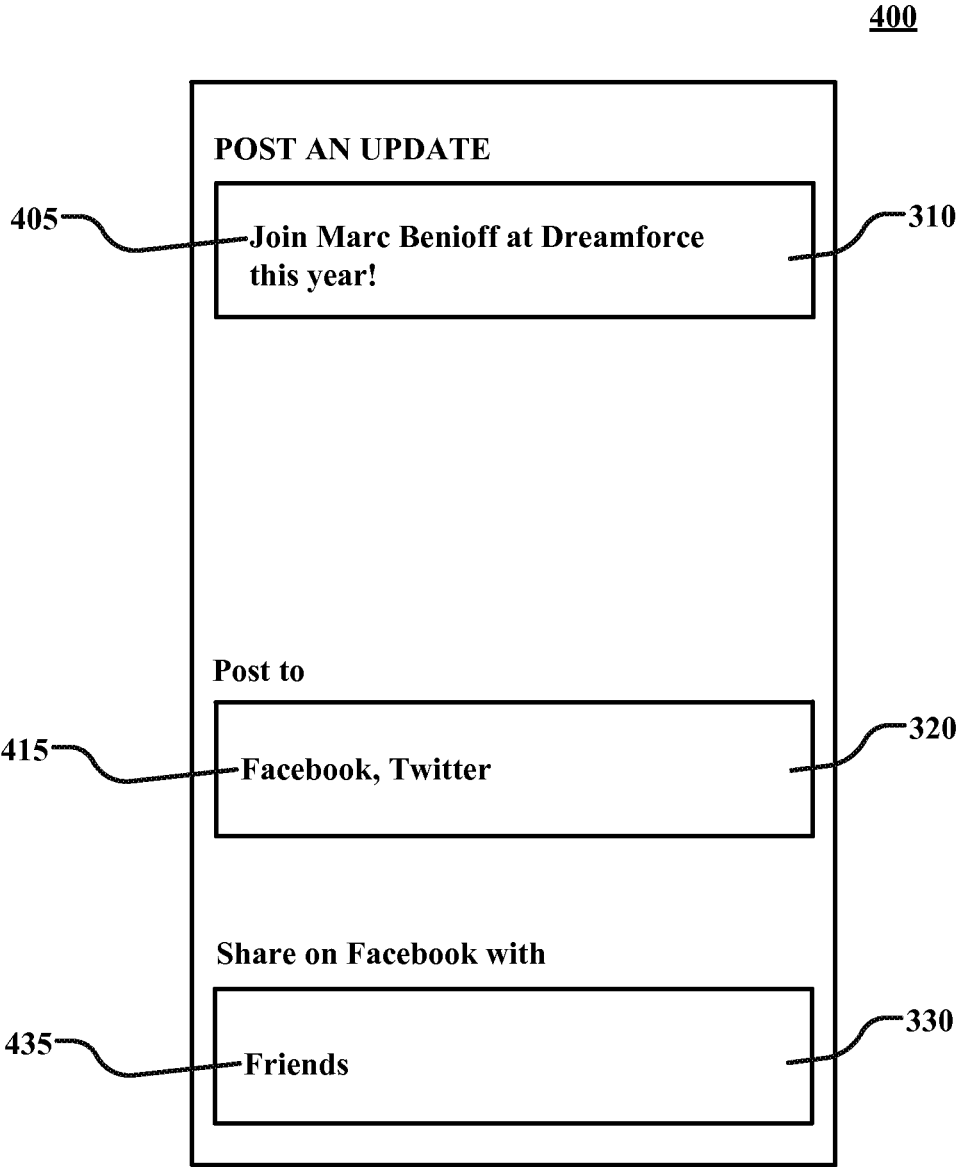 400
POST AN UPDATE
405
Join Marc Benioff at Dreamforce
this year!
310
Post to
415
Facebook, Twitter
320
Share on Facebook with
435
Friends
330